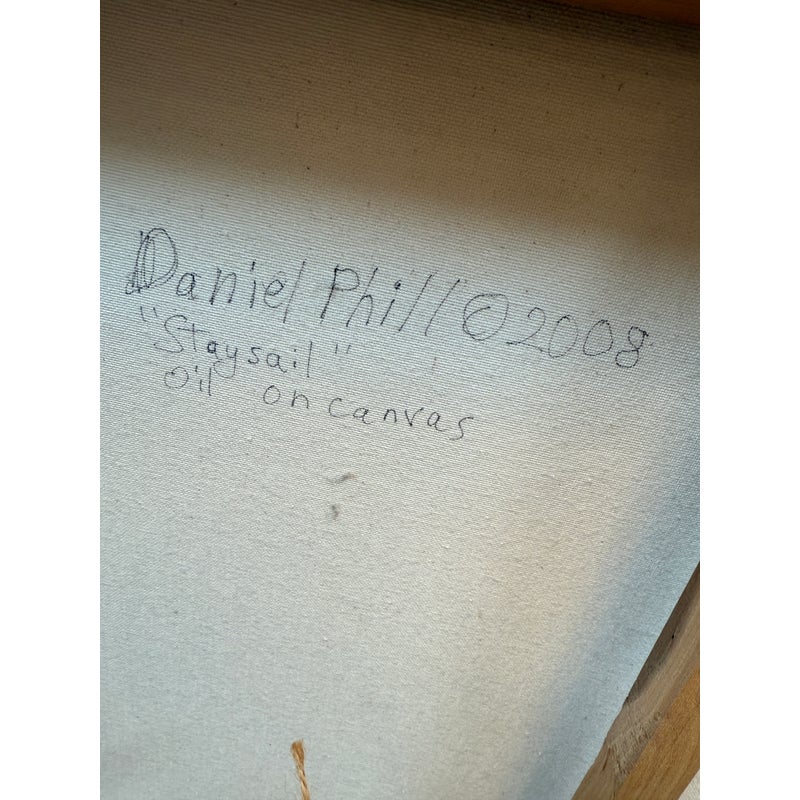 Daniel Phill ©2008
"Staysail"
oil on canvas